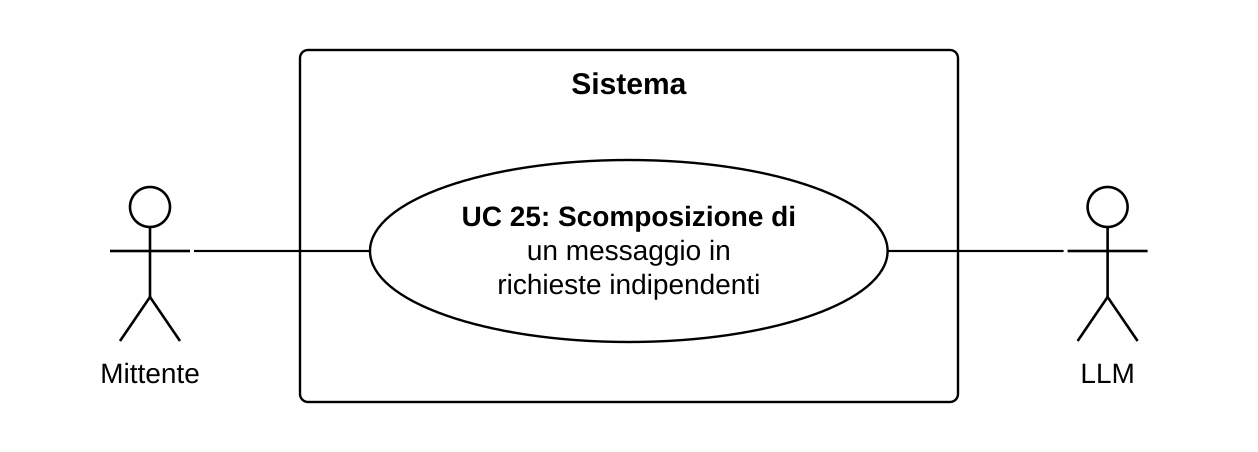 Sistema
UC 25: Scomposizione di
un messaggio in
richieste indipendenti
Mittente
LLM